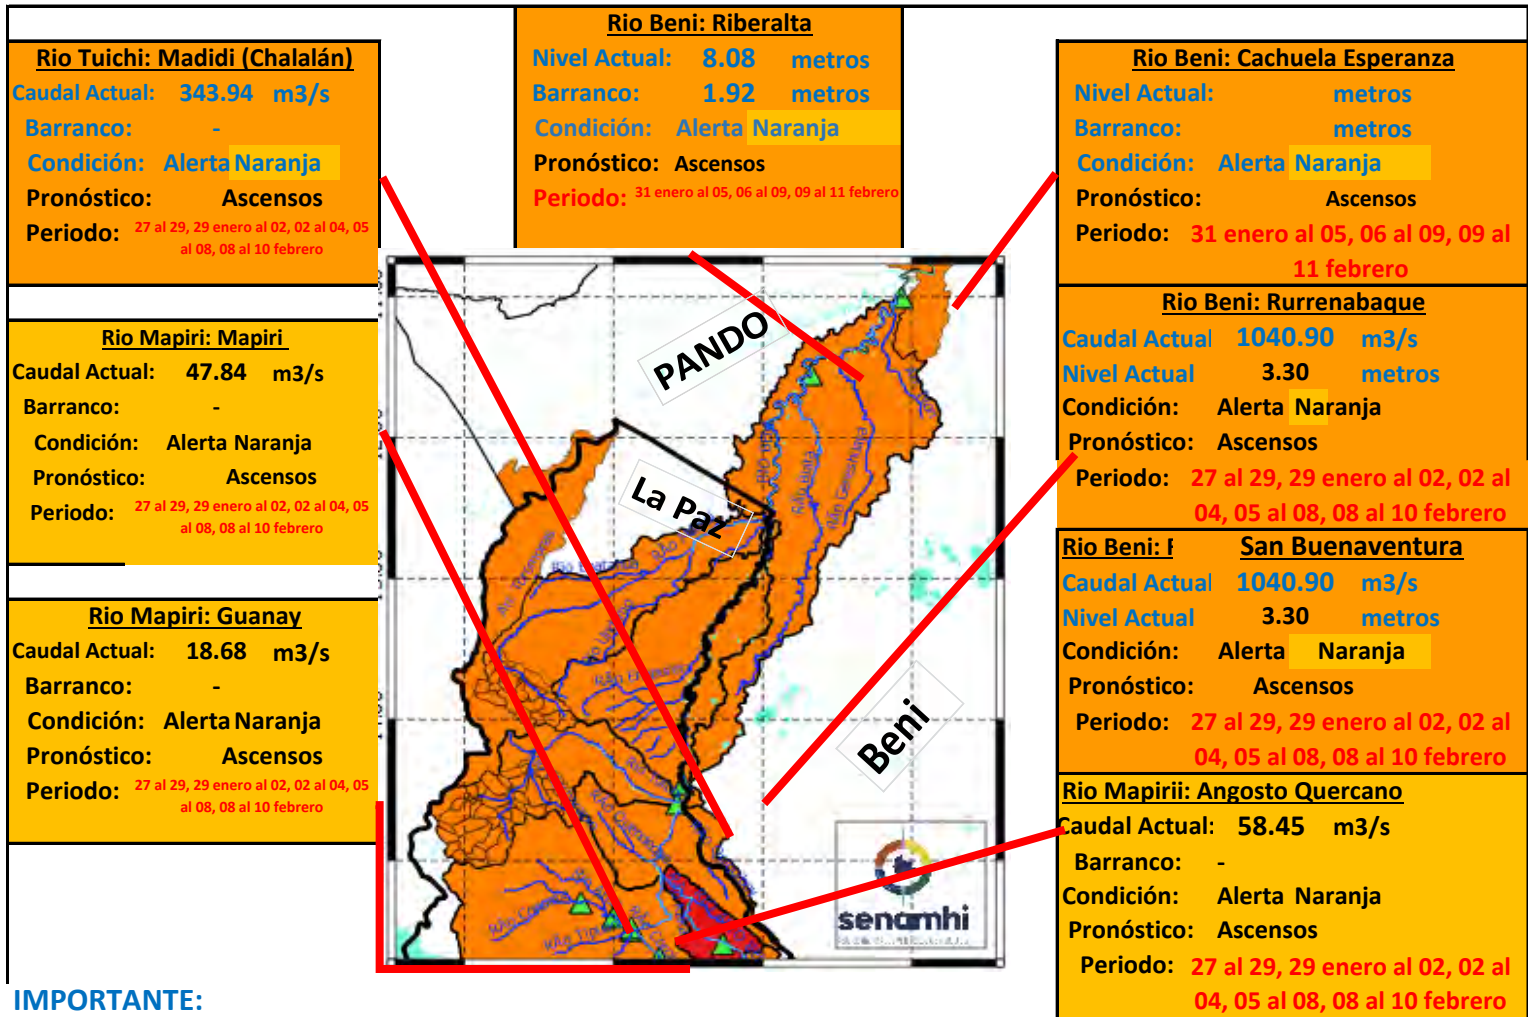 Rio Tuichi: Madidi (Chalalán)
Caudal Actual: 343.94 m3/s
Barranco: -
Condición: Alerta Naranja
Pronóstico: Ascensos
Periodo: 27 al 29, 29 enero al 02, 02 al 04, 05
al 08, 08 al 10 febrero
Rio Mapiri: Mapiri
Caudal Actual: 47.84 m3/s
Barranco: -
Condición: Alerta Naranja
Pronóstico: Ascensos
Periodo: 27 al 29, 29 enero al 02, 02 al 04, 05
al 08, 08 al 10 febrero
Rio Mapiri: Guanay
Caudal Actual: 18.68 m3/s
Barranco: -
Condición: Alerta Naranja
Pronóstico: Ascensos
Periodo: 27 al 29, 29 enero al 02, 02 al 04, 05
al 08, 08 al 10 febrero
Rio Beni: Riberalta
Nivel Actual: 8.08 metros
Barranco: 1.92 metros
Condición: Alerta Naranja
Pronóstico: Ascensos
Periodo: 31 enero al 05, 06 al 09, 09 al 11 febrero
PANDO
La Paz
Beni
senamhi
Rio Beni: Cachuela Esperanza
Nivel Actual: metros
Barranco: metros
Condición: Alerta Naranja
Pronóstico: Ascensos
Periodo: 31 enero al 05, 06 al 09, 09 al
11 febrero
Rio Beni: Rurrenabaque
Caudal Actual 1040.90 m3/s
Nivel Actual 3.30 metros
Condición: Alerta Naranja
Pronóstico: Ascensos
Periodo: 27 al 29, 29 enero al 02, 02 al
04, 05 al 08, 08 al 10 febrero
Rio Beni: San Buenaventura
Caudal Actual 1040.90 m3/s
Nivel Actual 3.30 metros
Condición: Alerta Naranja
Pronóstico: Ascensos
Periodo: 27 al 29, 29 enero al 02, 02 al
04, 05 al 08, 08 al 10 febrero
Rio Mapirii: Angosto Quercano
Caudal Actual: 58.45 m3/s
Barranco: -
Condición: Alerta Naranja
Pronóstico: Ascensos
Periodo: 27 al 29, 29 enero al 02, 02 al
04, 05 al 08, 08 al 10 febrero
IMPORTANTE: